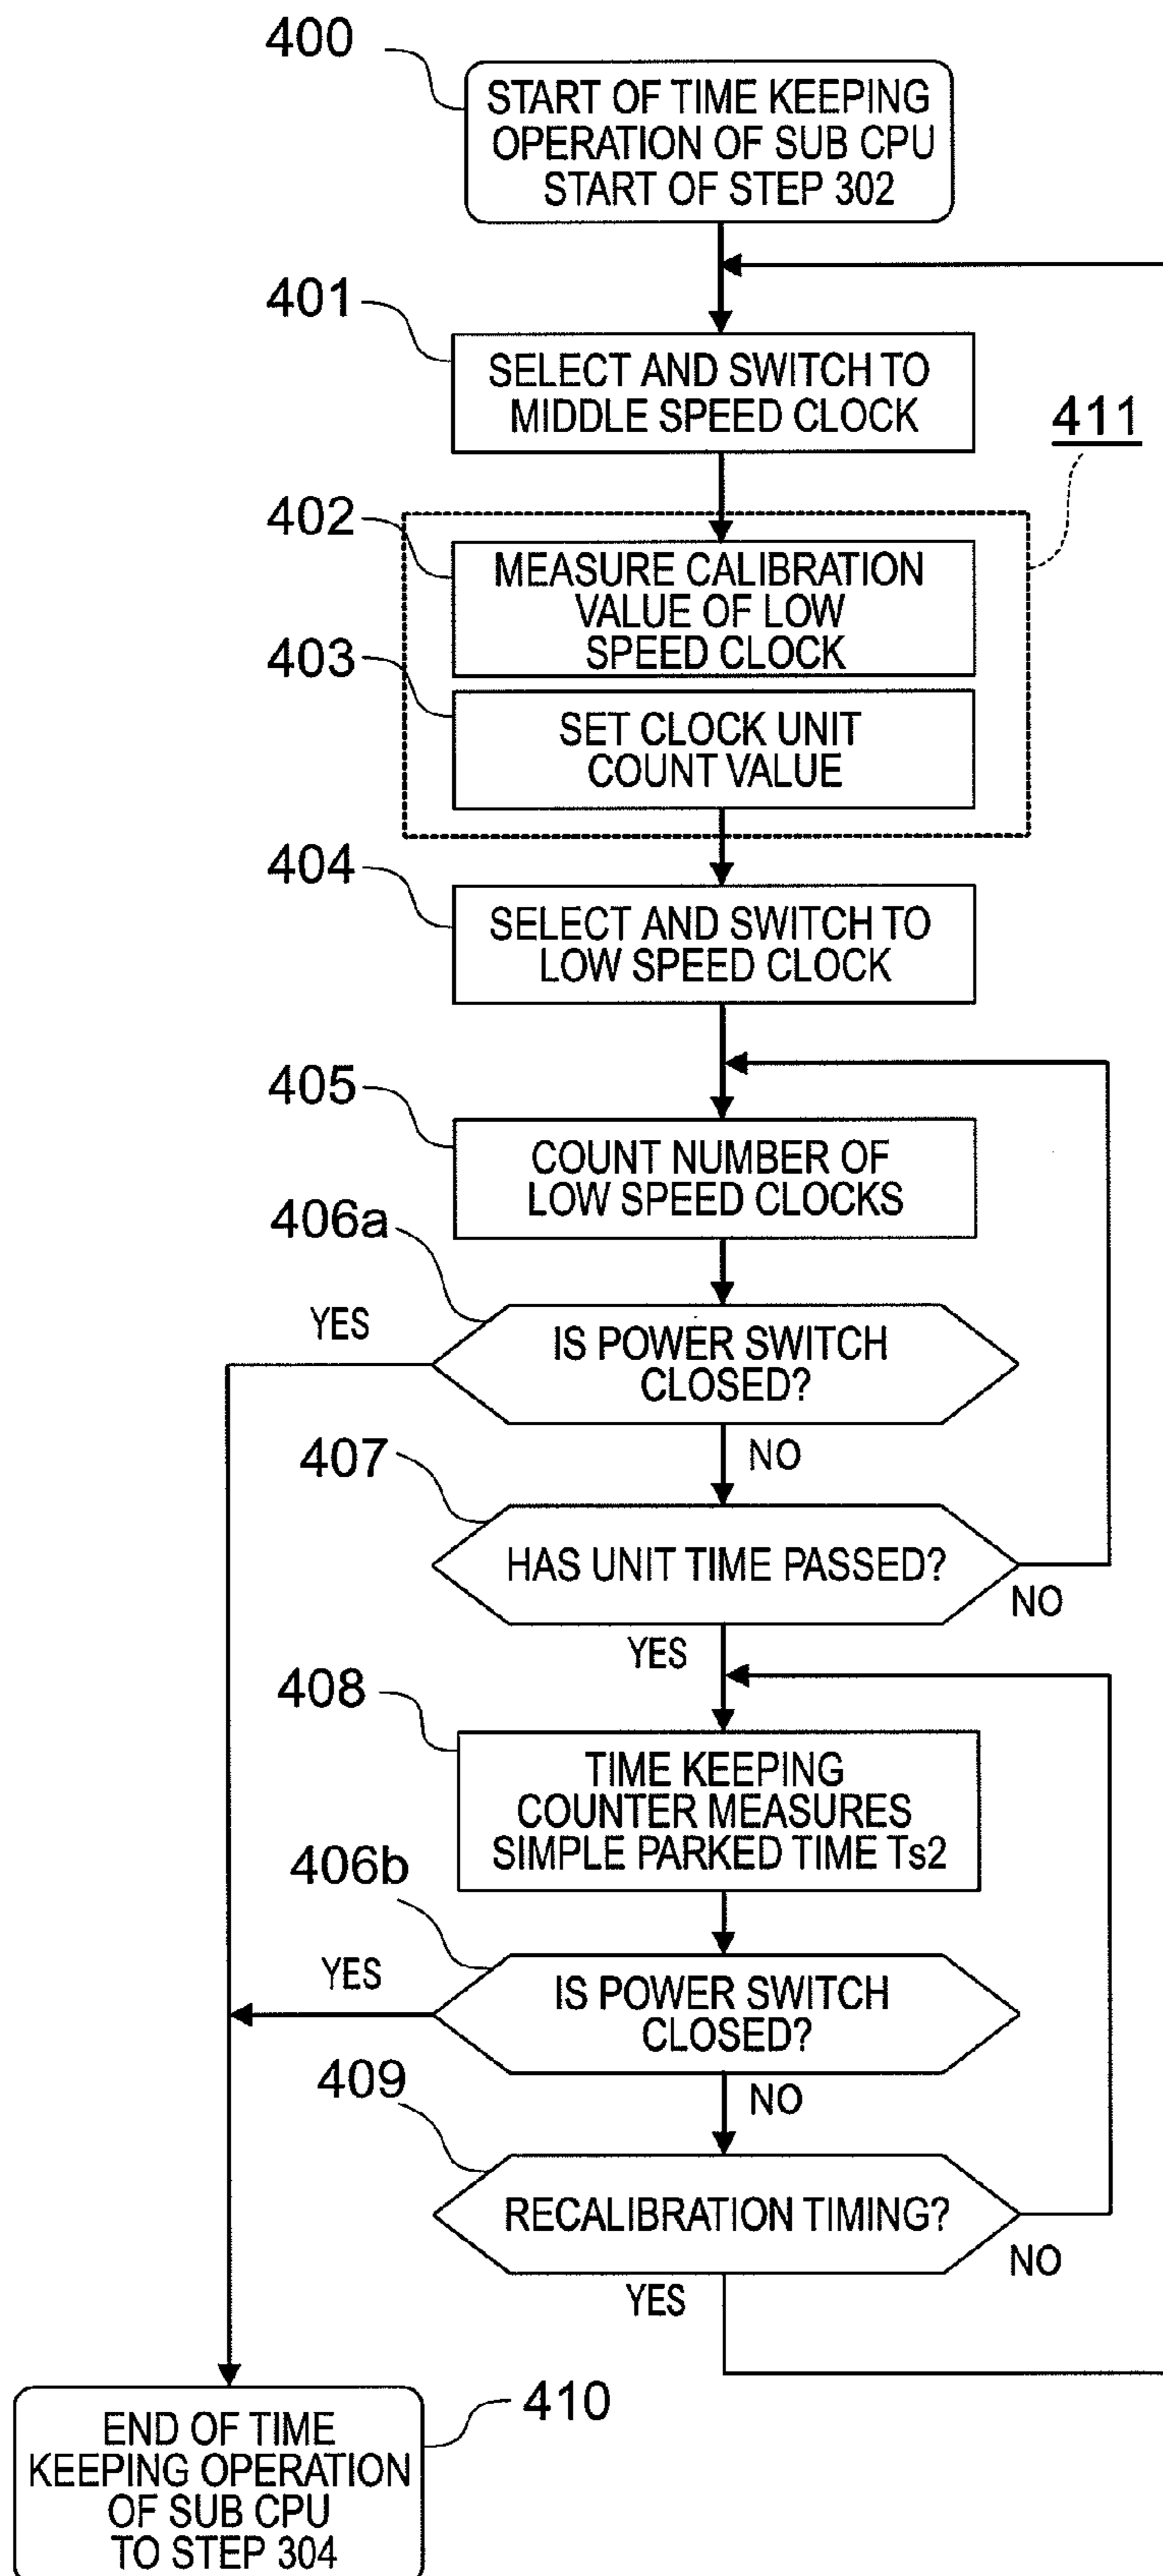 400
START OF TIME KEEPING
OPERATION OF SUB CPU
START OF STEP 302
401
SELECT AND SWITCH TO
MIDDLE SPEED CLOCK
411
402
MEASURE CALIBRATION
VALUE OF LOW
SPEED CLOCK
403
SET CLOCK UNIT
COUNT VALUE
404
SELECT AND SWITCH TO
LOW SPEED CLOCK
405
COUNT NUMBER OF
LOW SPEED CLOCKS
406a
YES
IS POWER SWITCH
CLOSED?
NO
407
HAS UNIT TIME PASSED?
NO
YES
408
TIME KEEPING
COUNTER MEASURES
SIMPLE PARKED TIME Ts2
406b
YES
IS POWER SWITCH
CLOSED?
NO
409
RECALIBRATION TIMING?
NO
YES
410
END OF TIME
KEEPING OPERATION
OF SUB CPU
TO STEP 304